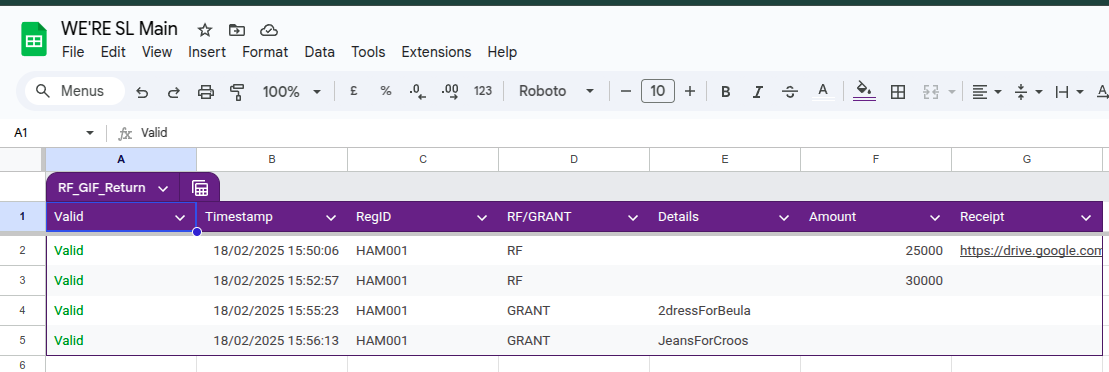 WE'RE SL Main
File Edit View Insert Format Data Tools Extensions Help
Menus 100% £ % .0 .00 123 Roboto − 10 + B I S A
A1 fx Valid
A B C D E F G
RF_GIF_Return
1 Valid Timestamp RegID RF/GRANT Details Amount Receipt
2 Valid 18/02/2025 15:50:06 HAM001 RF 25000 https://drive.google.com
3 Valid 18/02/2025 15:52:57 HAM001 RF 30000
4 Valid 18/02/2025 15:55:23 HAM001 GRANT 2dressForBeula
5 Valid 18/02/2025 15:56:13 HAM001 GRANT JeansForCroos
6